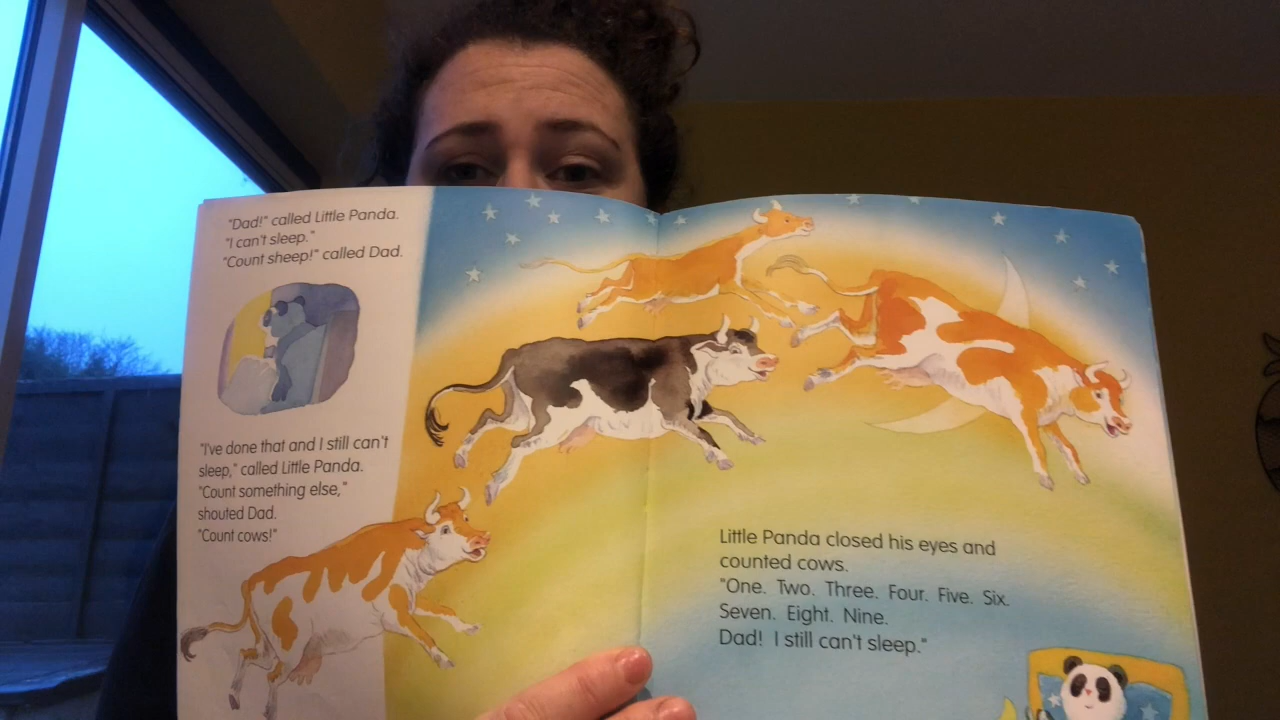 "Dad!" called Little Panda.
"I can't sleep."
"Count sheep!" called Dad.
"I've done that and I still can't
sleep," called Little Panda.
"Count something else,"
shouted Dad.
"Count cows!"
Little Panda closed his eyes and
counted cows.
"One. Two. Three. Four. Five. Six.
Seven. Eight. Nine.
Dad! I still can't sleep."